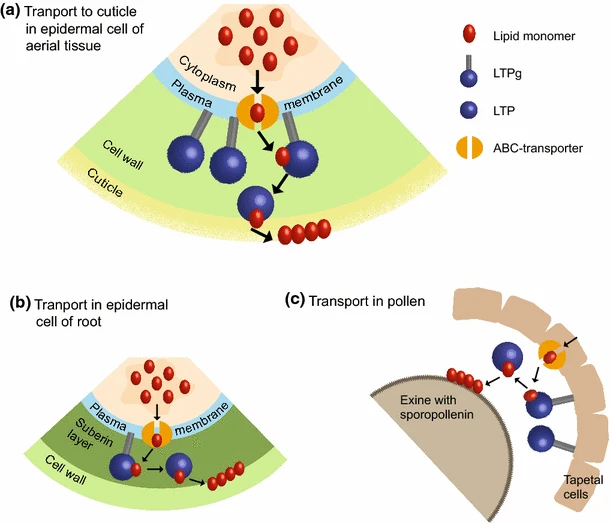 (a) Tranport to cuticle
in epidermal cell of
aerial tissue
Cytoplasm
Plasma
membrane
Cell wall
Cuticle
Lipid monomer
LTPg
LTP
ABC-transporter
(b) Tranport in epidermal
cell of root
Plasma
membrane
Suberin
layer
Cell wall
(c) Transport in pollen
Exine with
sporopollenin
Tapetal
cells